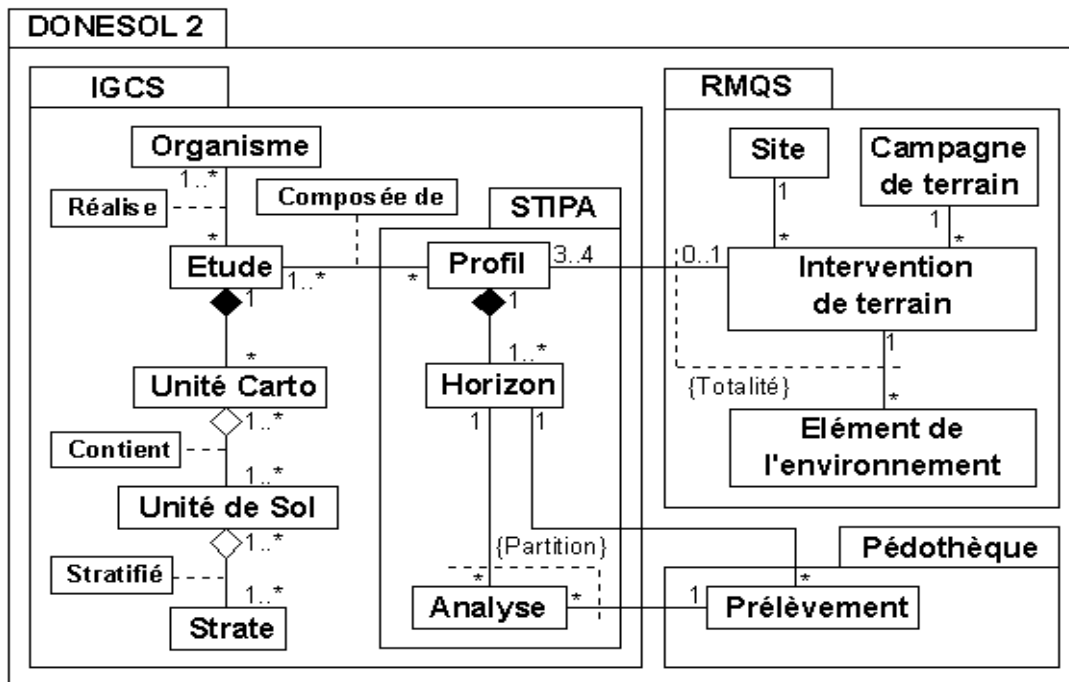 DONESOL 2
IGCS
Organisme
1..*
Réalise
*
Etude
1
1..*
Composée de
*
STIPA
Profil
3..4
1
1..*
Horizon
1
1
*
Unité Carto
1..*
Contient
1..*
Unité de Sol
1..*
Stratifié
1..*
Strate
{Partition}
*
Analyse
*
RMQS
Site
1
*
Campagne
de terrain
1
*
0..1
Intervention
de terrain
1
{Totalité}
*
Elément de
l'environnement
Pédothèque
*
1
Prélèvement